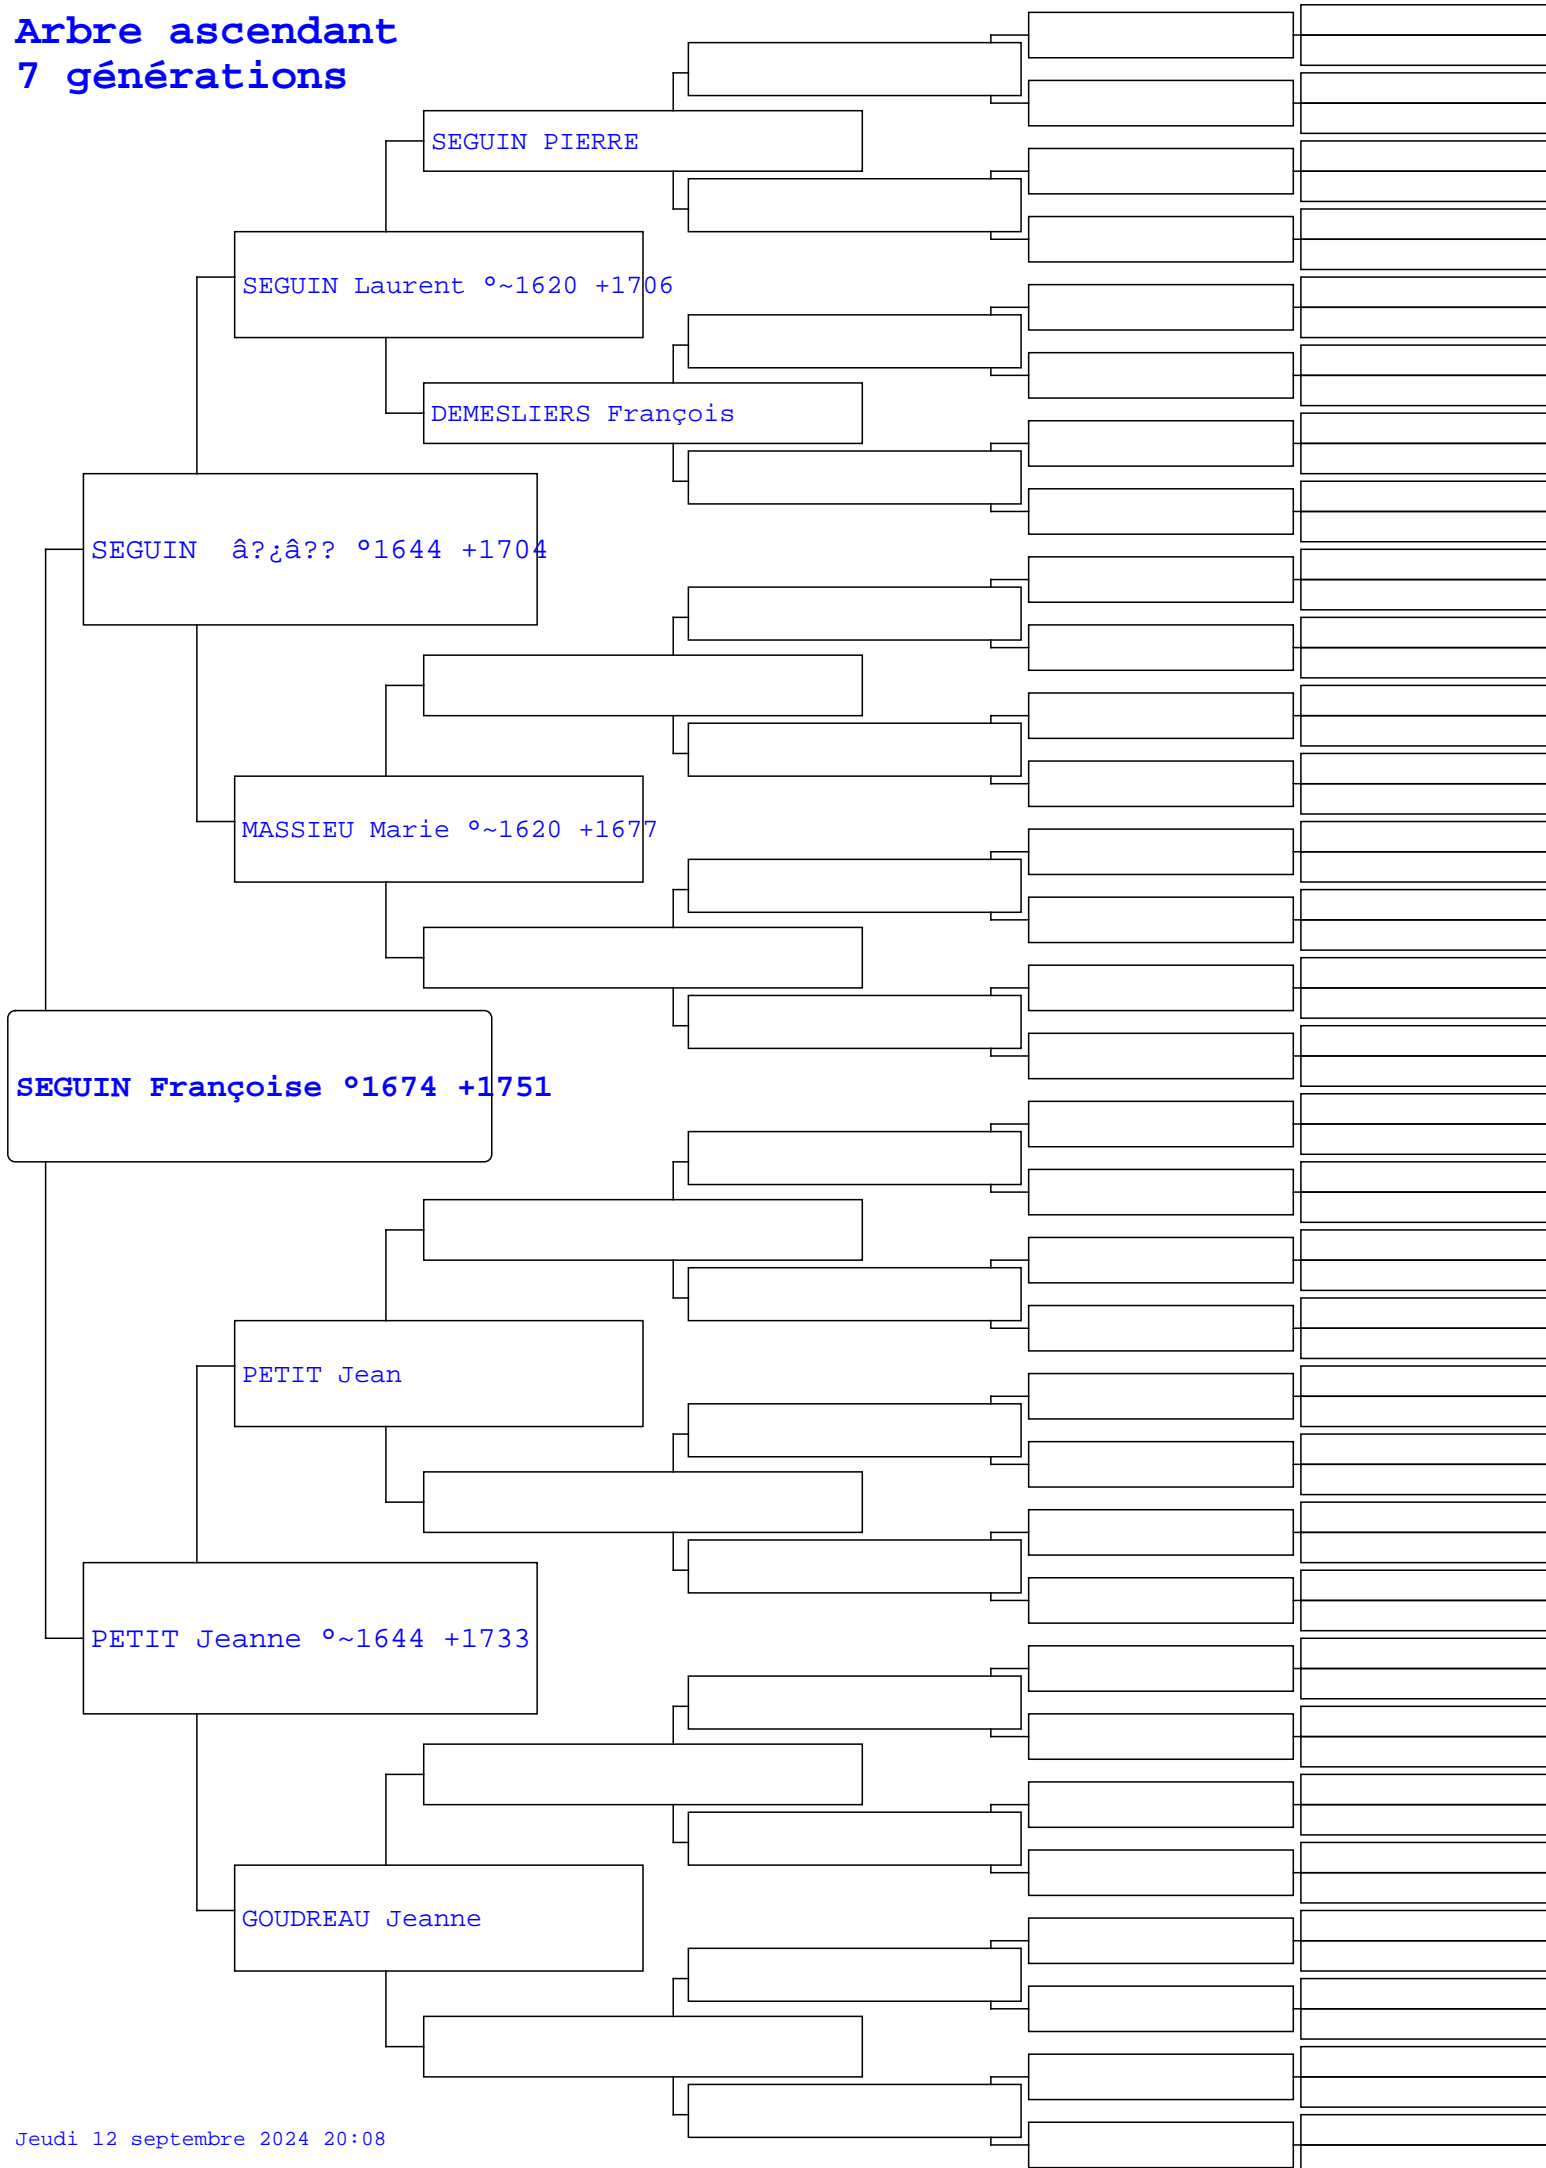 Arbre ascendant
7 générations
SEGUIN PIERRE
SEGUIN Laurent °~1620 +1706
DEMESLIERS François
SEGUIN  â?¿â?? °1644 +1704
MASSIEU Marie °~1620 +1677
SEGUIN Françoise °1674 +1751
PETIT Jean
PETIT Jeanne °~1644 +1733
GOUDREAU Jeanne
Jeudi 12 septembre 2024 20:08